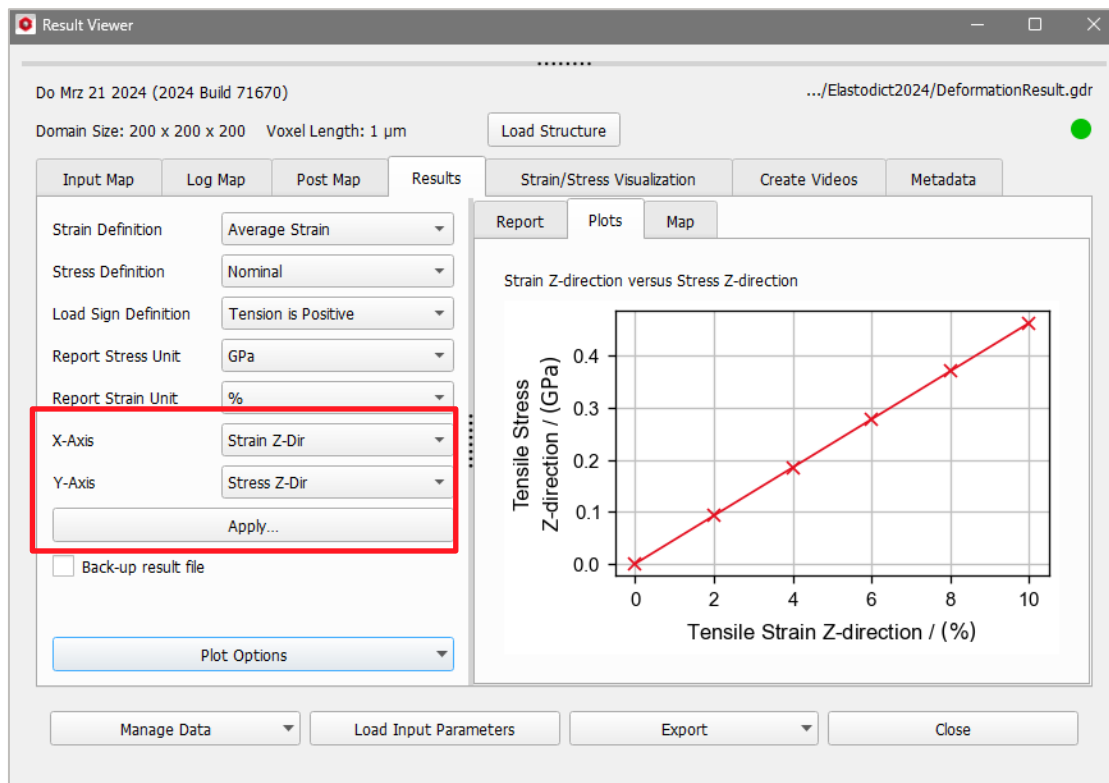 Result Viewer
Do Mrz 21 2024 (2024 Build 71670)
.../Elastodict2024/DeformationResult.gdr
Domain Size: 200 x 200 x 200 Voxel Length: 1 µm
Load Structure
Input Map
Log Map
Post Map
Results
Strain/Stress Visualization
Create Videos
Metadata
Strain Definition
Average Strain
Stress Definition
Nominal
Load Sign Definition
Tension is Positive
Report Stress Unit
GPa
Report Strain Unit
%
X-Axis
Strain Z-Dir
Y-Axis
Stress Z-Dir
Apply...
Back-up result file
Plot Options
Report
Plots
Map
Strain Z-direction versus Stress Z-direction
Tensile Stress
Z-direction / (GPa)
0.4
0.3
0.2
0.1
0.0
0 2 4 6 8 10
Tensile Strain Z-direction / (%)
Manage Data
Load Input Parameters
Export
Close